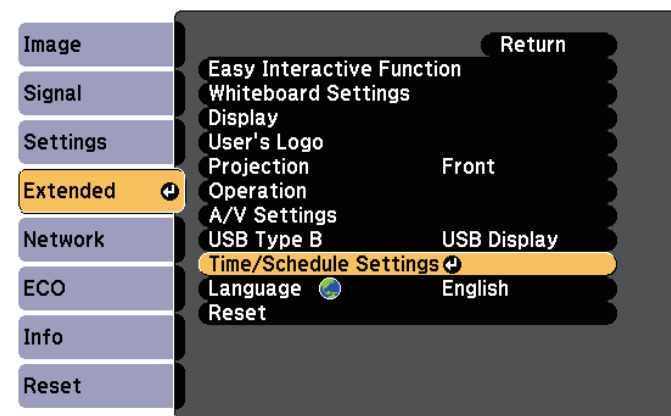 Image
Signal
Settings
Extended
Network
ECO
Info
Reset
Return
Easy Interactive Function
Whiteboard Settings
Display
User's Logo
Projection Front
Operation
A/V Settings
USB Type B USB Display
Time/Schedule Settings
Language English
Reset